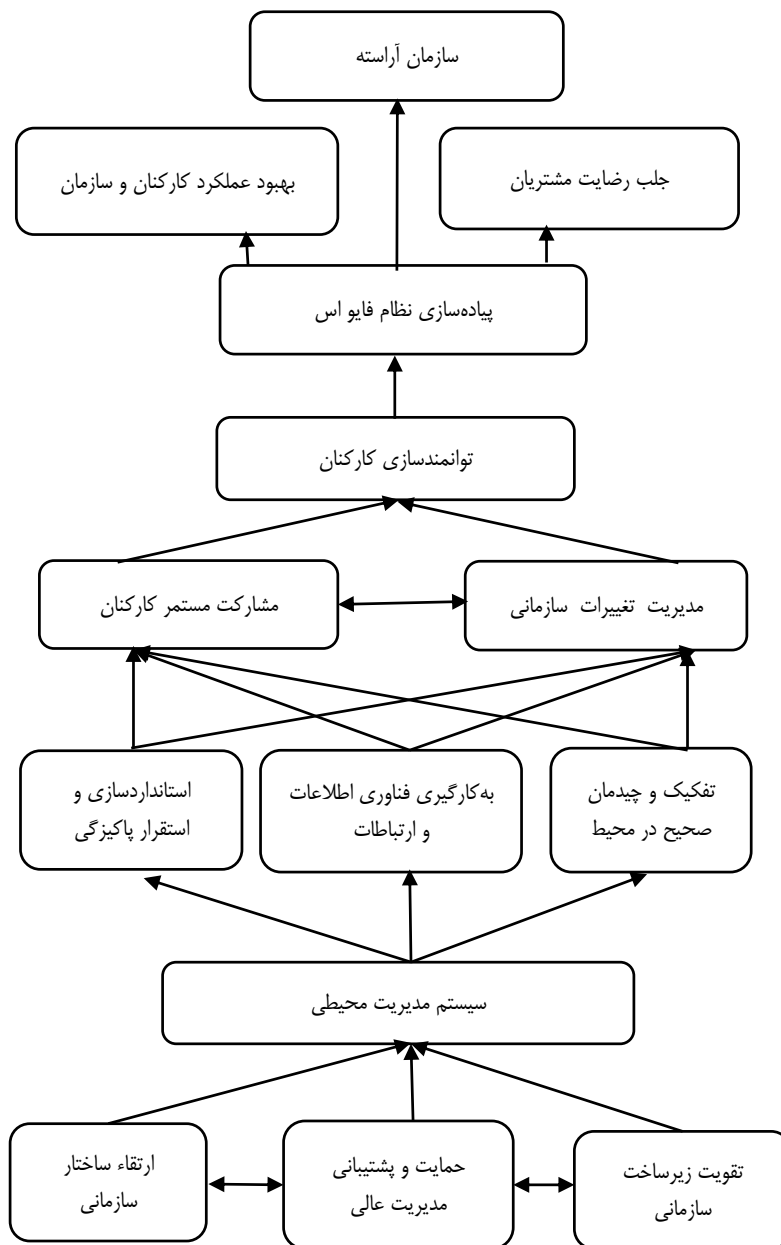 سازمان آراسته
جلب رضایت مشتریان
بهبود عملکرد کارکنان و سازمان
پیاده‌سازی نظام فایو اس
توانمندسازی کارکنان
مدیریت تغییرات سازمانی
مشارکت مستمر کارکنان
تفکیک و چیدمان
صحیح در محیط
به‌کارگیری فناوری اطلاعات
و ارتباطات
استانداردسازی و
استقرار پاکیزگی
سیستم مدیریت محیطی
تقویت زیرساخت
سازمانی
حمایت و پشتیبانی
مدیریت عالی
ارتقاء ساختار
سازمانی